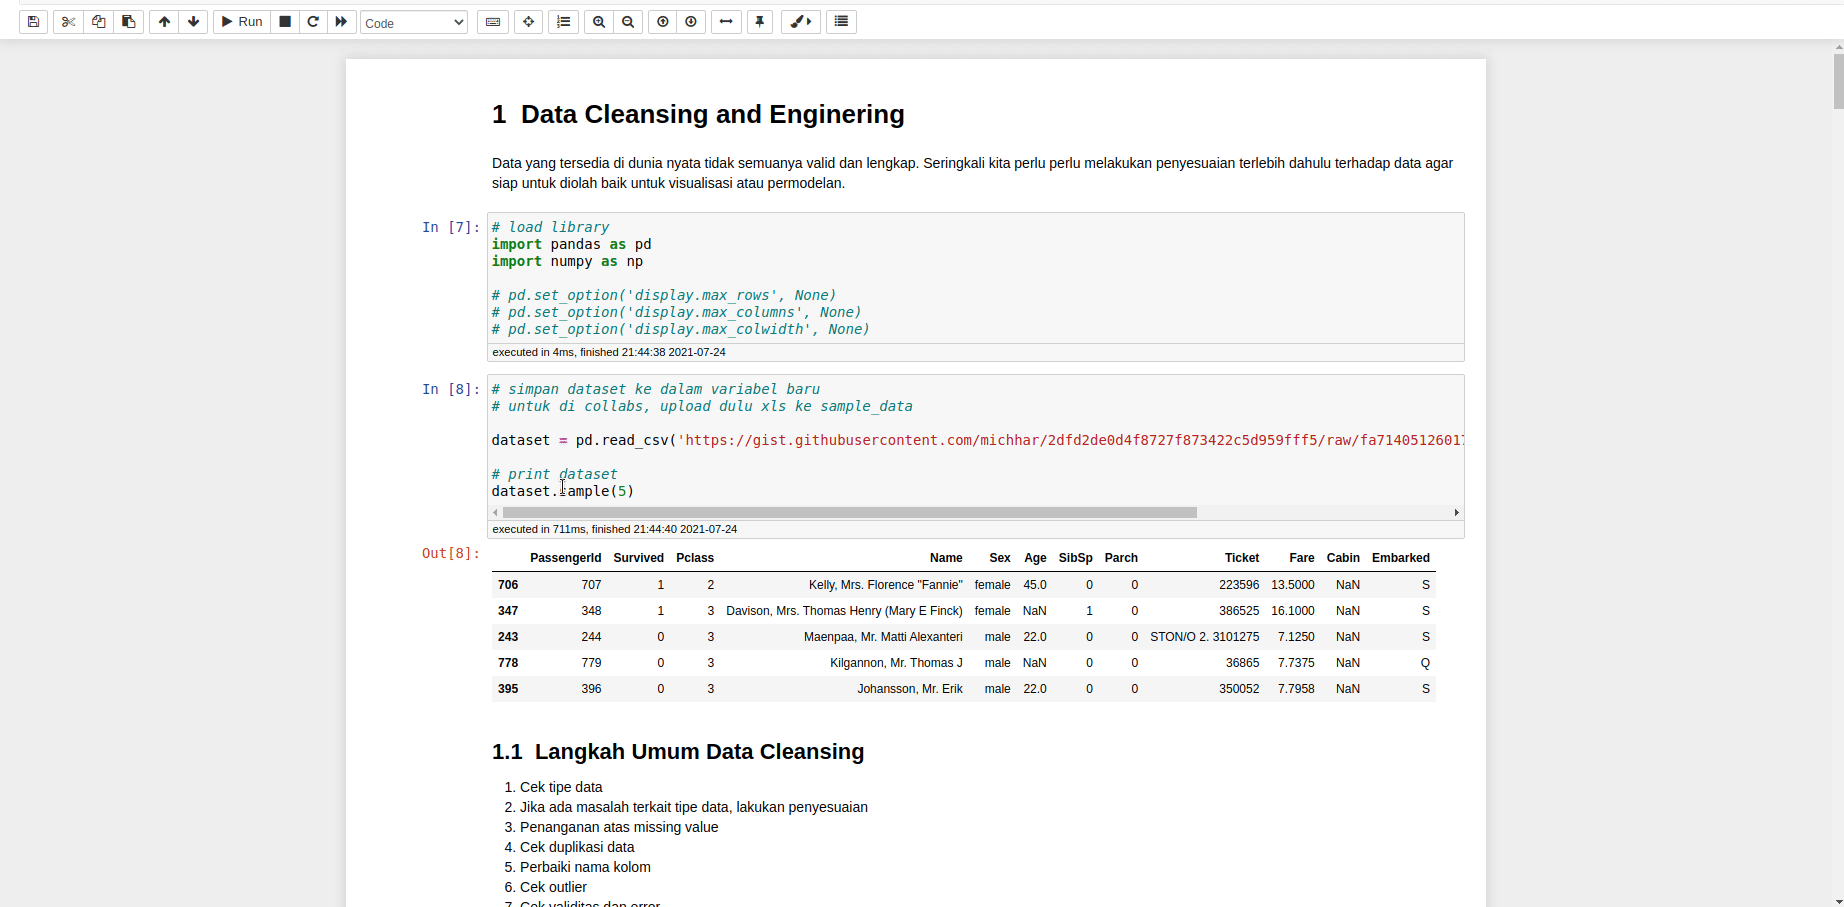 Run
Code
1 Data Cleansing and Enginering
Data yang tersedia di dunia nyata tidak semuanya valid dan lengkap. Seringkali kita perlu perlu melakukan penyesuaian terlebih dahulu terhadap data agar
siap untuk diolah baik untuk visualisasi atau permodelan.
In [7]:
# load library
import pandas as pd
import numpy as np
# pd.set_option('display.max_rows', None)
# pd.set_option('display.max_columns', None)
# pd.set_option('display.max_colwidth', None)
executed in 4ms, finished 21:44:38 2021-07-24
In [8]:
# simpan dataset ke dalam variabel baru
# untuk di collabs, upload dulu xls ke sample_data
dataset = pd.read_csv('https://gist.githubusercontent.com/michhar/2dfd2de0d4f8727f873422c5d959fff5/raw/fa71405126017
# print dataset
dataset.sample(5)
executed in 711ms, finished 21:44:40 2021-07-24
Out[8]:
PassengerId Survived Pclass Name Sex Age SibSp Parch Ticket Fare Cabin Embarked
706 707 1 2 Kelly, Mrs. Florence "Fannie" female 45.0 0 0 223596 13.5000 NaN S
347 348 1 3 Davison, Mrs. Thomas Henry (Mary E Finck) female NaN 1 0 386525 16.1000 NaN S
243 244 0 3 Maenpaa, Mr. Matti Alexanteri male 22.0 0 0 STON/O 2. 3101275 7.1250 NaN S
778 779 0 3 Kilgannon, Mr. Thomas J male NaN 0 0 36865 7.7375 NaN Q
395 396 0 3 Johansson, Mr. Erik male 22.0 0 0 350052 7.7958 NaN S
1.1 Langkah Umum Data Cleansing
1. Cek tipe data
2. Jika ada masalah terkait tipe data, lakukan penyesuaian
3. Penanganan atas missing value
4. Cek duplikasi data
5. Perbaiki nama kolom
6. Cek outlier
7. Cek validitas dan error